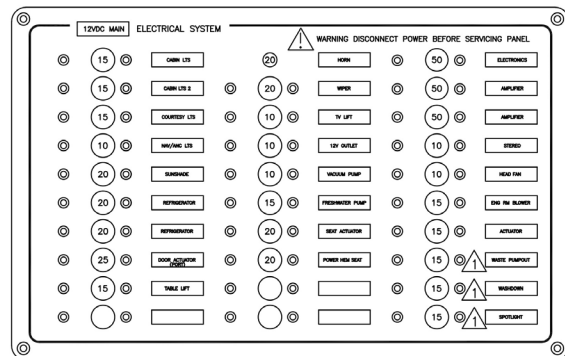 12VDC MAIN ELECTRICAL SYSTEM
! WARNING DISCONNECT POWER BEFORE SERVICING PANEL
15 CABIN LTS 20 HORN 50 ELECTRONICS
15 CABIN LTS 2 20 WIPER 50 AMPLIFIER
15 COURTESY LTS 10 TV LIFT 50 AMPLIFIER
10 NAV/ANC LTS 10 12V OUTLET 10 STEREO
20 SUNSHADE 10 VACUUM PUMP 10 HEAD FAN
20 REFRIGERATOR 15 FRESHWATER PUMP 15 ENG RM BLOWER
20 REFRIGERATOR 20 SEAT ACTUATOR 15 ACTUATOR
25 DOOR ACTUATOR (PORT) 20 POWER HELM SEAT 15 1 WASTE PUMPOUT
15 TABLE LIFT 15 1 WASHDOWN
15 1 SPOTLIGHT